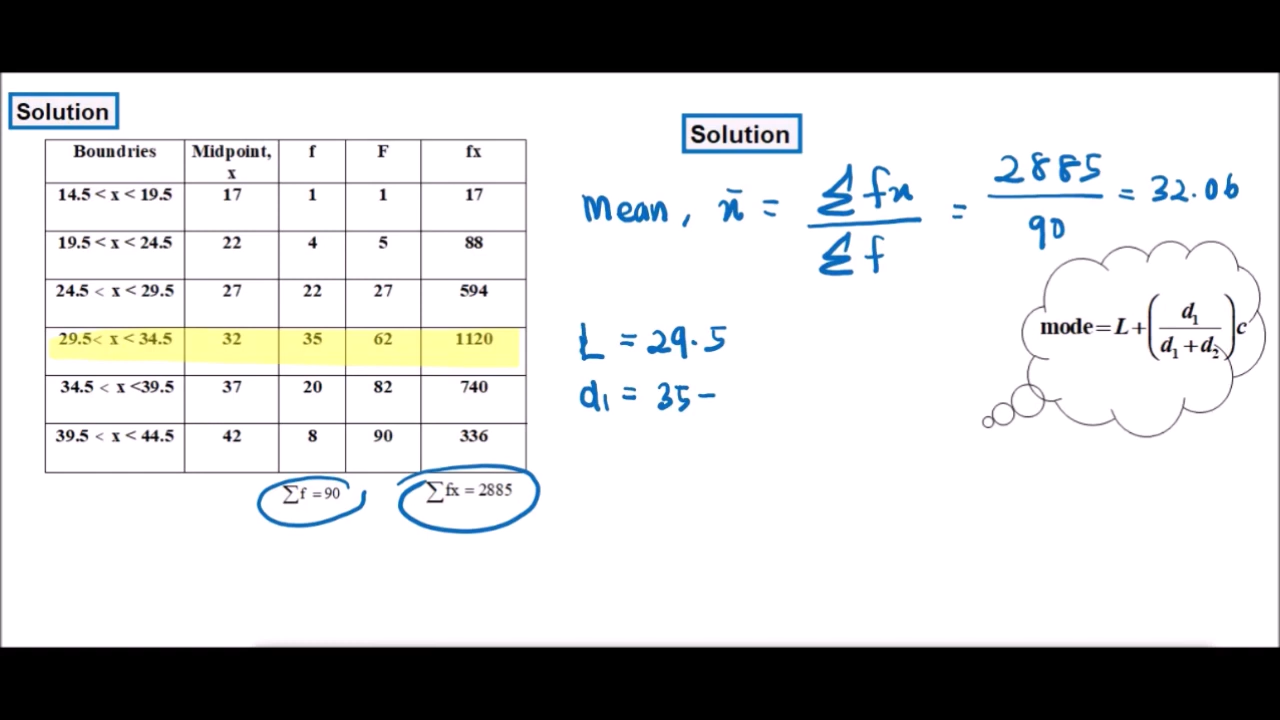 Solution
Boundries Midpoint, x f F fx
14.5 < x < 19.5 17 1 1 17
19.5 < x < 24.5 22 4 5 88
24.5 < x < 29.5 27 22 27 594
29.5< x < 34.5 32 35 62 1120
34.5 < x <39.5 37 20 82 740
39.5 < x < 44.5 42 8 90 336
∑f = 90 ∑fx = 2885
Solution
Mean, x̄ = ∑fx / ∑f = 2885 / 90 = 32.06
mode = L + (d₁ / (d₁ + d₂)) c
L = 29.5
d₁ = 35 –